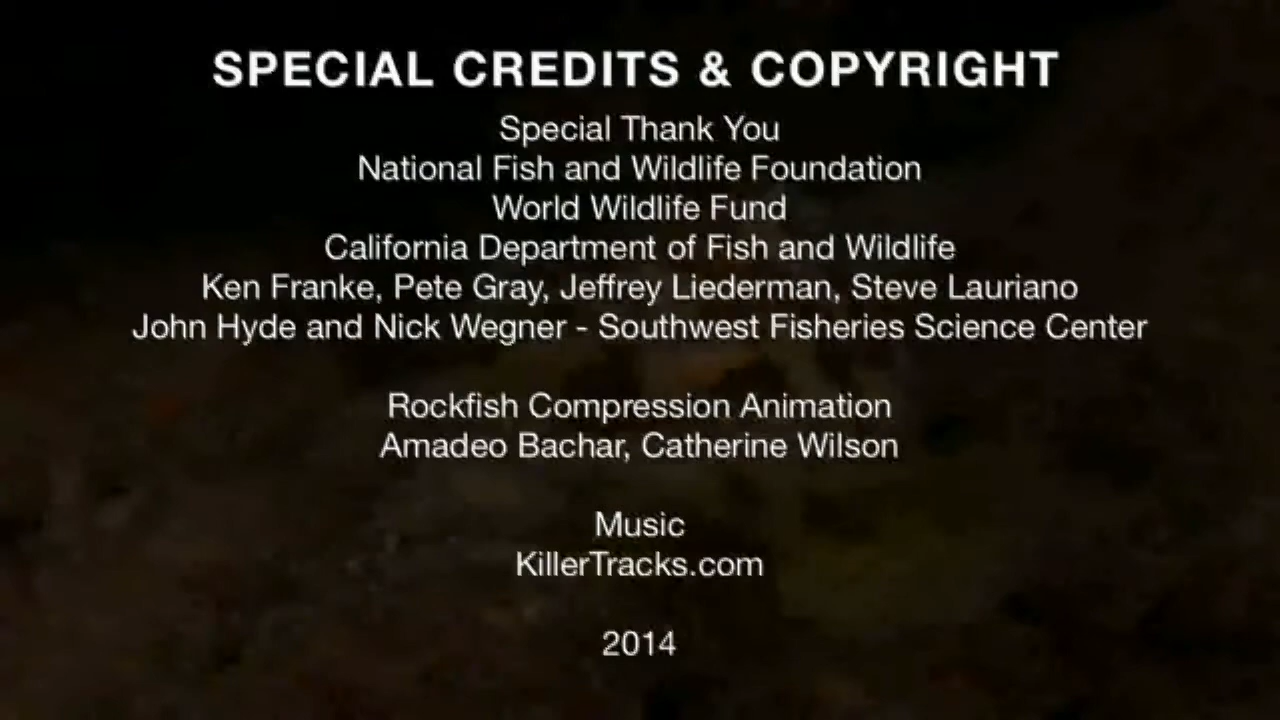 SPECIAL CREDITS & COPYRIGHT
Special Thank You
National Fish and Wildlife Foundation
World Wildlife Fund
California Department of Fish and Wildlife
Ken Franke, Pete Gray, Jeffrey Liederman, Steve Lauriano
John Hyde and Nick Wegner - Southwest Fisheries Science Center
Rockfish Compression Animation
Amadeo Bachar, Catherine Wilson
Music
KillerTracks.com
2014